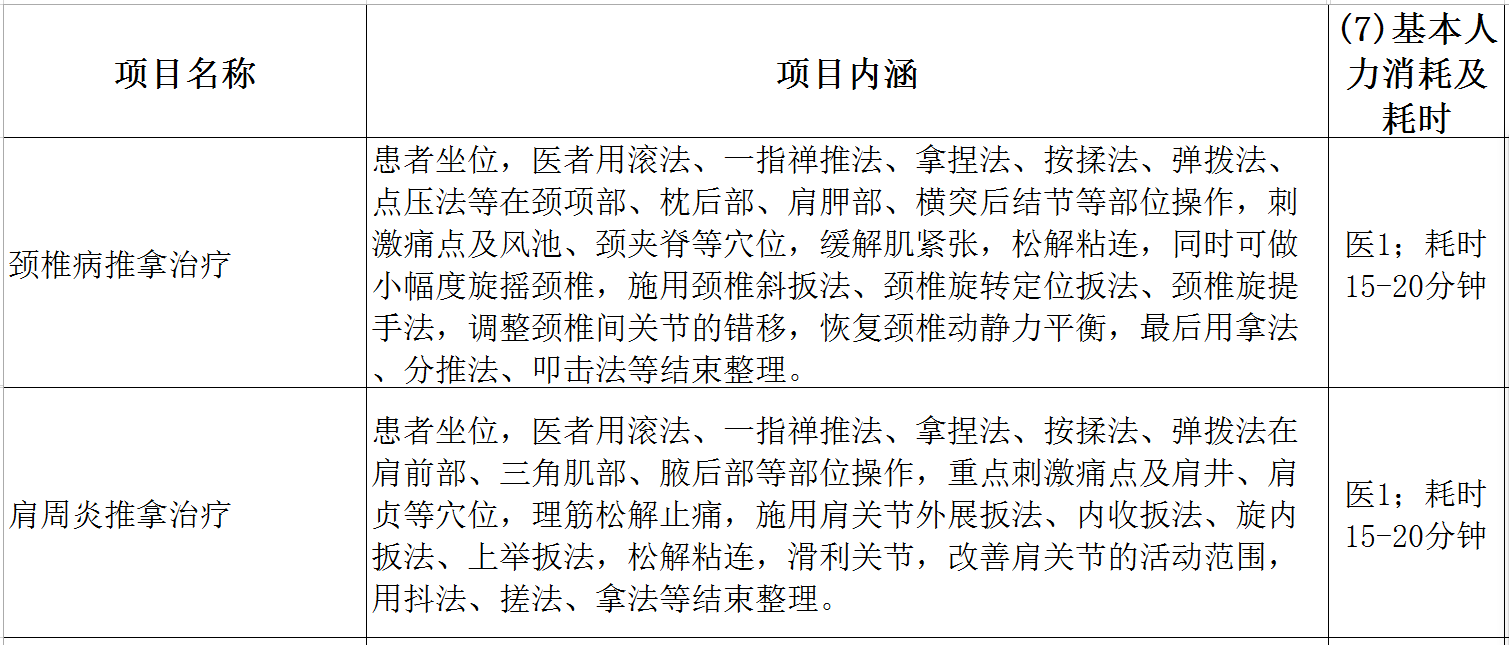 项目名称
项目内涵
(7)基本人
力消耗及
耗时
颈椎病推拿治疗
患者坐位，医者用滚法、一指禅推法、拿捏法、按揉法、弹拨法、
点压法等在颈项部、枕后部、肩胛部、横突后结节等部位操作，刺
激痛点及风池、颈夹脊等穴位，缓解肌紧张，松解粘连，同时可做
小幅度旋摇颈椎，施用颈椎斜扳法、颈椎旋转定位扳法、颈椎旋提
手法，调整颈椎间关节的错移，恢复颈椎动静力平衡，最后用拿法
、分推法、叩击法等结束整理。
医1；耗时
15-20分钟
肩周炎推拿治疗
患者坐位，医者用滚法、一指禅推法、拿捏法、按揉法、弹拨法在
肩前部、三角肌部、腋后部等部位操作，重点刺激痛点及肩井、肩
贞等穴位，理筋松解止痛，施用肩关节外展扳法、内收扳法、旋内
扳法、上举扳法，松解粘连，滑利关节，改善肩关节的活动范围，
用抖法、搓法、拿法等结束整理。
医1；耗时
15-20分钟